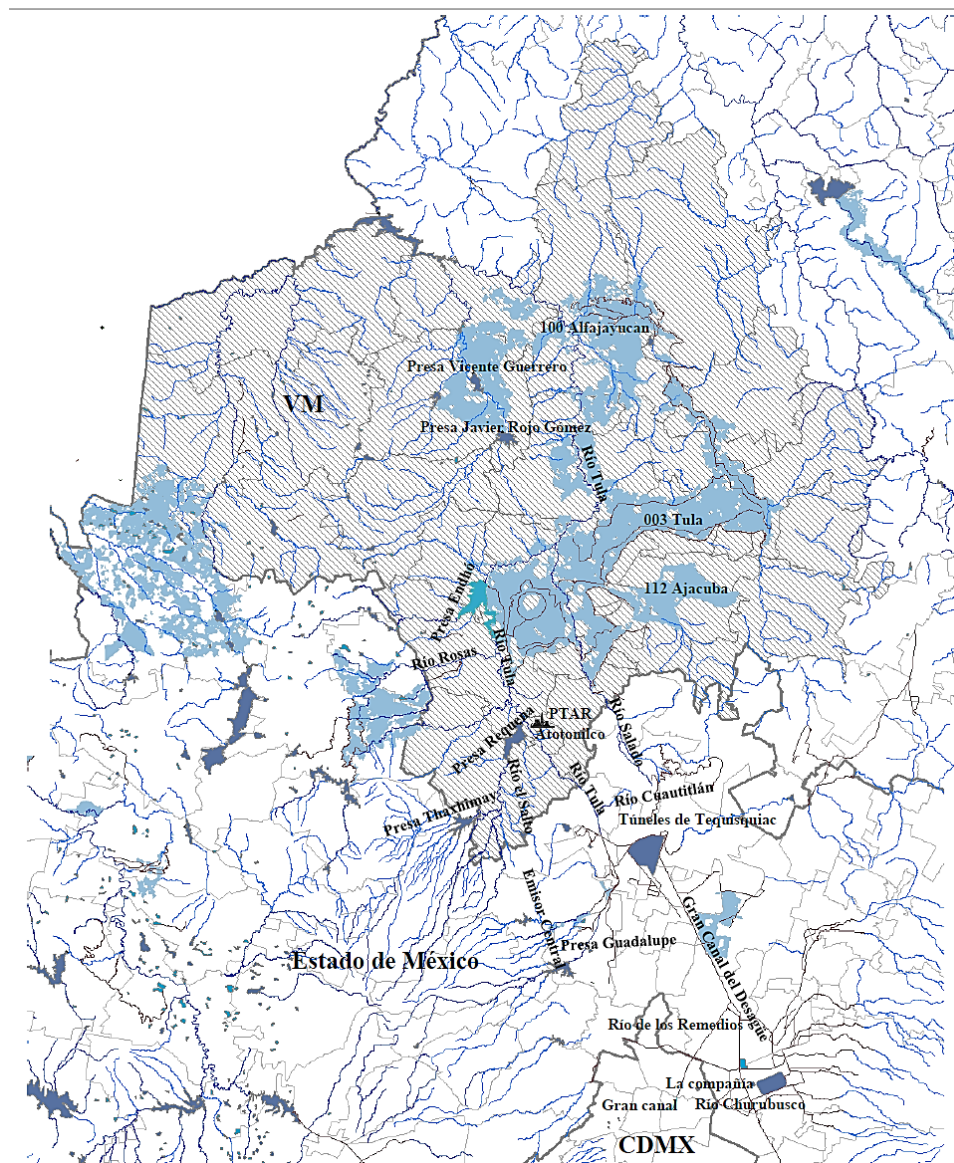 100 Alfajayucan
Presa Vicente Guerrero
VM
Presa Javier Rojo Gómez
Río Tula
003 Tula
Presa Endhó
112 Ajacuba
Río Rosas
Río Tula
PTAR
Atotonilco
Presa Requena
Río Salado
Río el Salto
Río Tula
Río Cuautitlán
Presa Thaxhimay
Túneles de Tequisquiac
Emisor Central
Gran Canal del Desague
Presa Guadalupe
Estado de México
Río de los Remedios
La compañía
Gran canal
Río Churubusco
CDMX